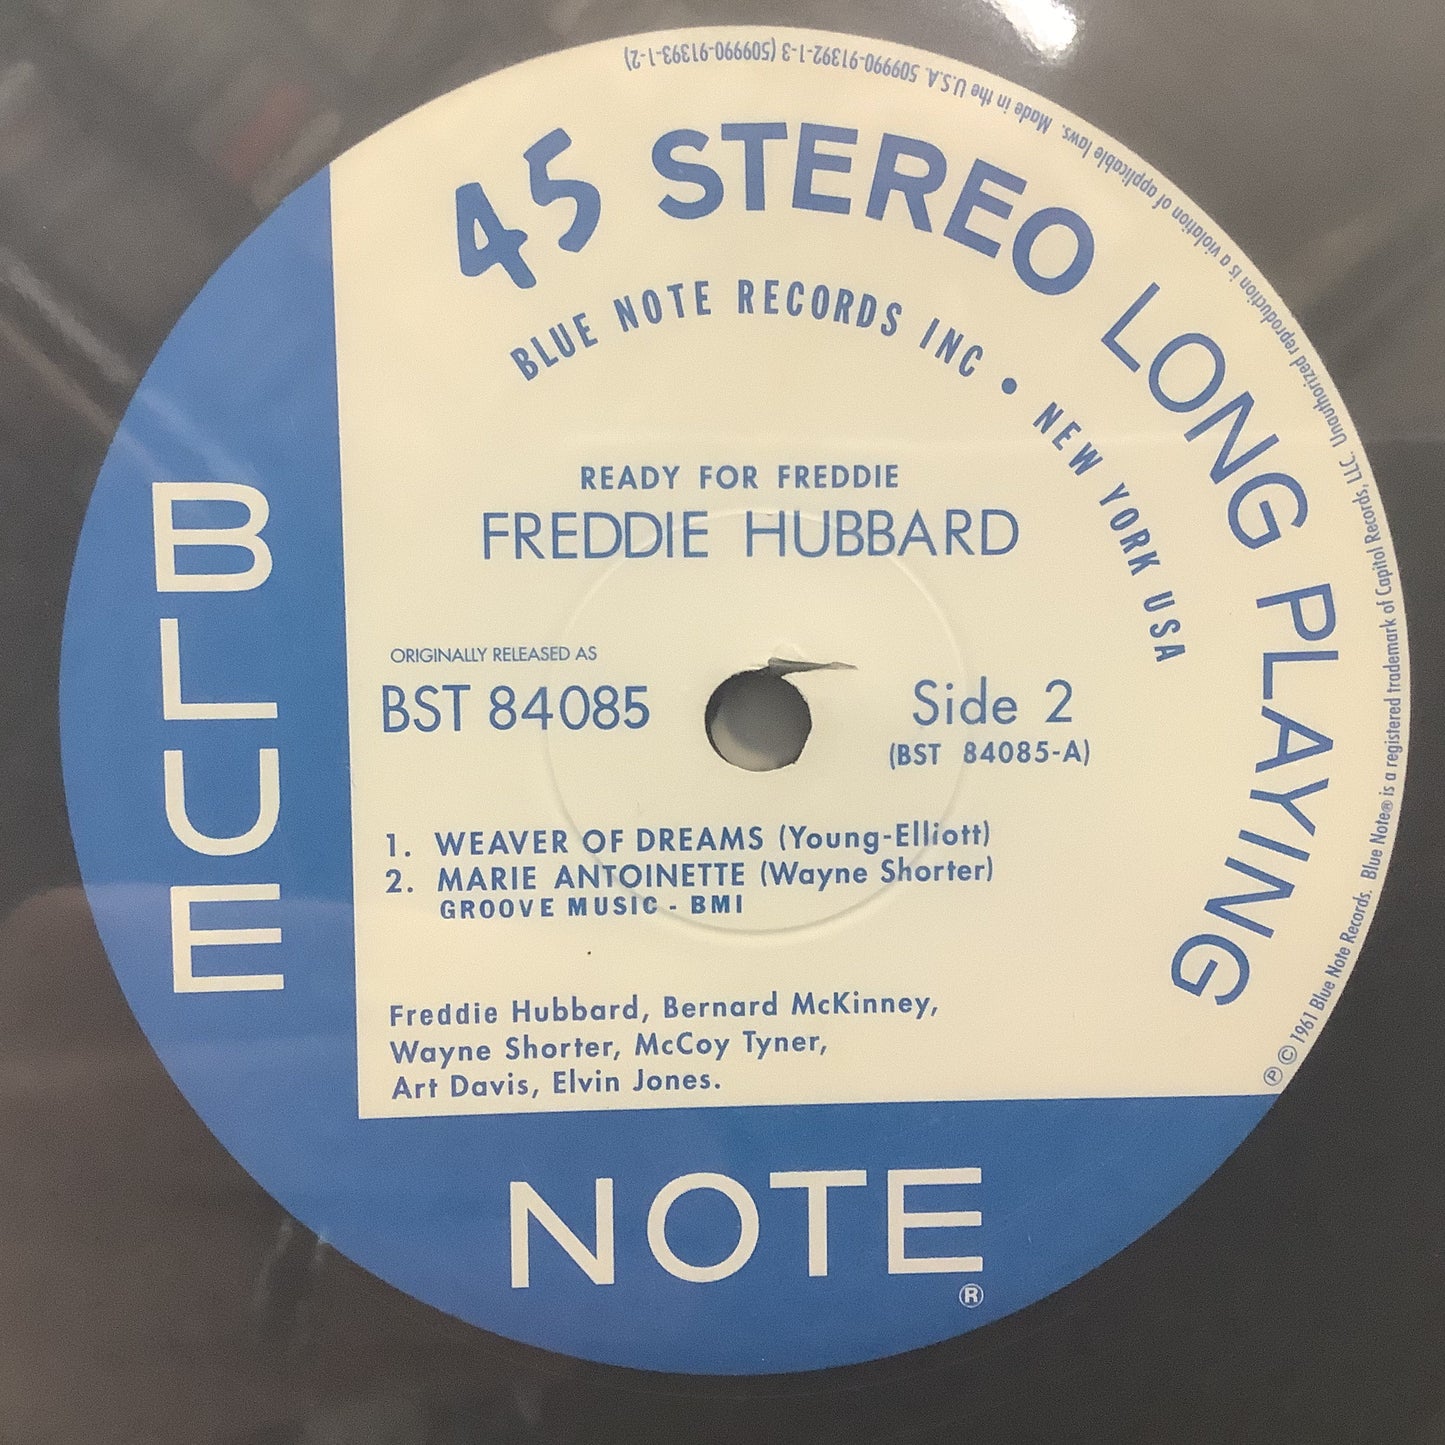 45 STEREO LONG PLAYING
BLUE NOTE RECORDS INC • NEW YORK USA
READY FOR FREDDIE
FREDDIE HUBBARD
ORIGINALLY RELEASED AS
BST 84085
Side 2
(BST 84085-A)
1. WEAVER OF DREAMS (Young-Elliott)
2. MARIE ANTOINETTE (Wayne Shorter)
GROOVE MUSIC - BMI
Freddie Hubbard, Bernard McKinney,
Wayne Shorter, McCoy Tyner,
Art Davis, Elvin Jones.
BLUE
NOTE®
℗ © 1961 Blue Note Records. Blue Note® is a registered trademark of Capitol Records, LLC. Unauthorized reproduction is a violation of applicable laws. Made in the U.S.A. 509990-91392-1-3 (509990-91393-1-2)